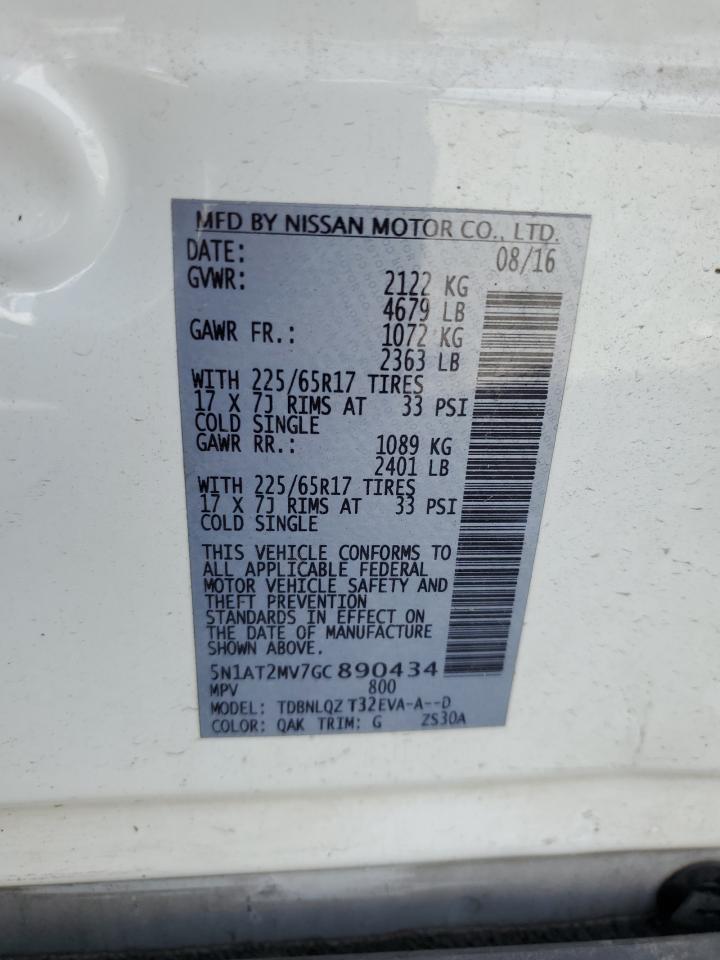 MFD BY NISSAN MOTOR CO., LTD.
DATE: 08/16
GVWR: 2122 KG
4679 LB
GAWR FR.: 1072 KG
2363 LB
WITH 225/65R17 TIRES
17 X 7J RIMS AT 33 PSI
COLD SINGLE
GAWR RR.: 1089 KG
2401 LB
WITH 225/65R17 TIRES
17 X 7J RIMS AT 33 PSI
COLD SINGLE
THIS VEHICLE CONFORMS TO
ALL APPLICABLE FEDERAL
MOTOR VEHICLE SAFETY AND
THEFT PREVENTION
STANDARDS IN EFFECT ON
THE DATE OF MANUFACTURE
SHOWN ABOVE.
5N1AT2MV7GC890434
MPV 800
MODEL: TDBNLQZ T32EVA-A--D
COLOR: QAK TRIM: G ZS30A